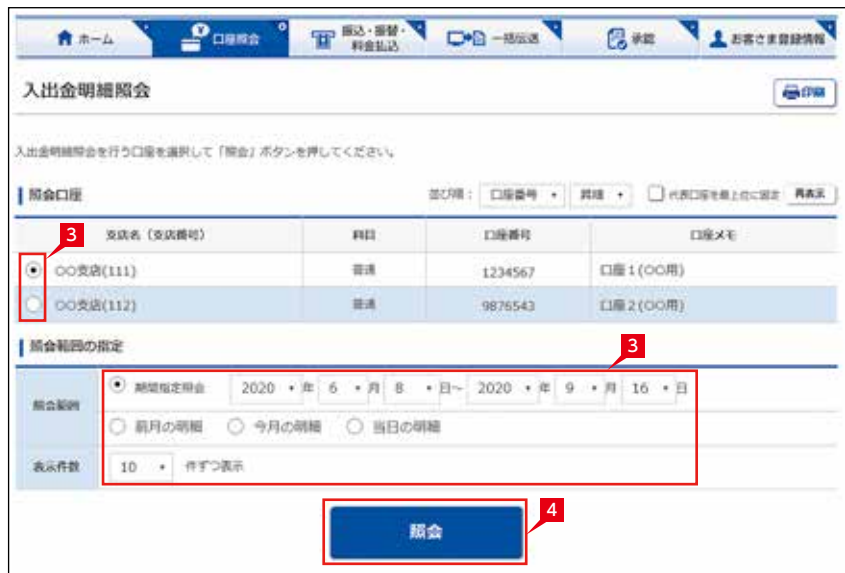 ホーム 口座照会 振込・振替・ 一括伝送 承認 お客さま登録情報
料金払込
入出金明細照会 印刷
入出金明細照会を行う口座を選択して「照会」ボタンを押してください。
照会口座 並び順： 口座番号 昇順 代表口座を最上位に固定 再表示
3
支店名（支店番号） 科目 口座番号 口座メモ
〇〇支店(111) 普通 1234567 口座１(〇〇用)
〇〇支店(112) 普通 9876543 口座２(〇〇用)
照会範囲の指定
3
照会範囲 期間指定照会 2020 年 6 月 8 日～ 2020 年 9 月 16 日
前月の明細 今月の明細 当日の明細
表示件数 10 件ずつ表示
4
照会